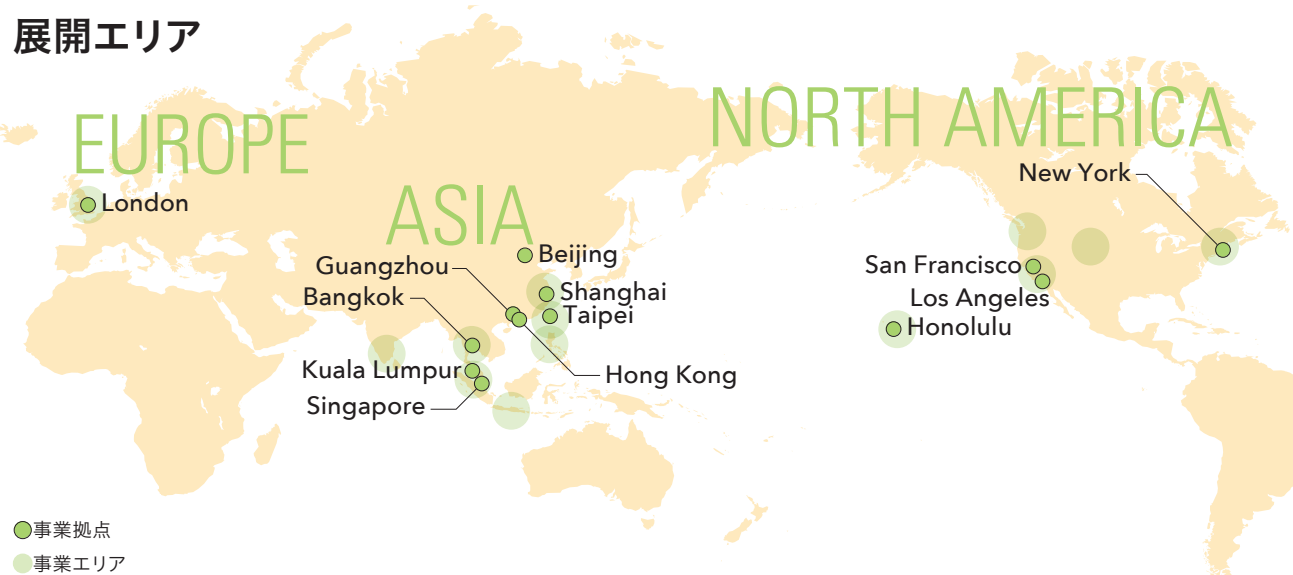 展開エリア
EUROPE
NORTH AMERICA
ASIA
London
New York
Beijing
Guangzhou
San Francisco
Bangkok
Shanghai
Los Angeles
Taipei
Honolulu
Kuala Lumpur
Hong Kong
Singapore
事業拠点
事業エリア